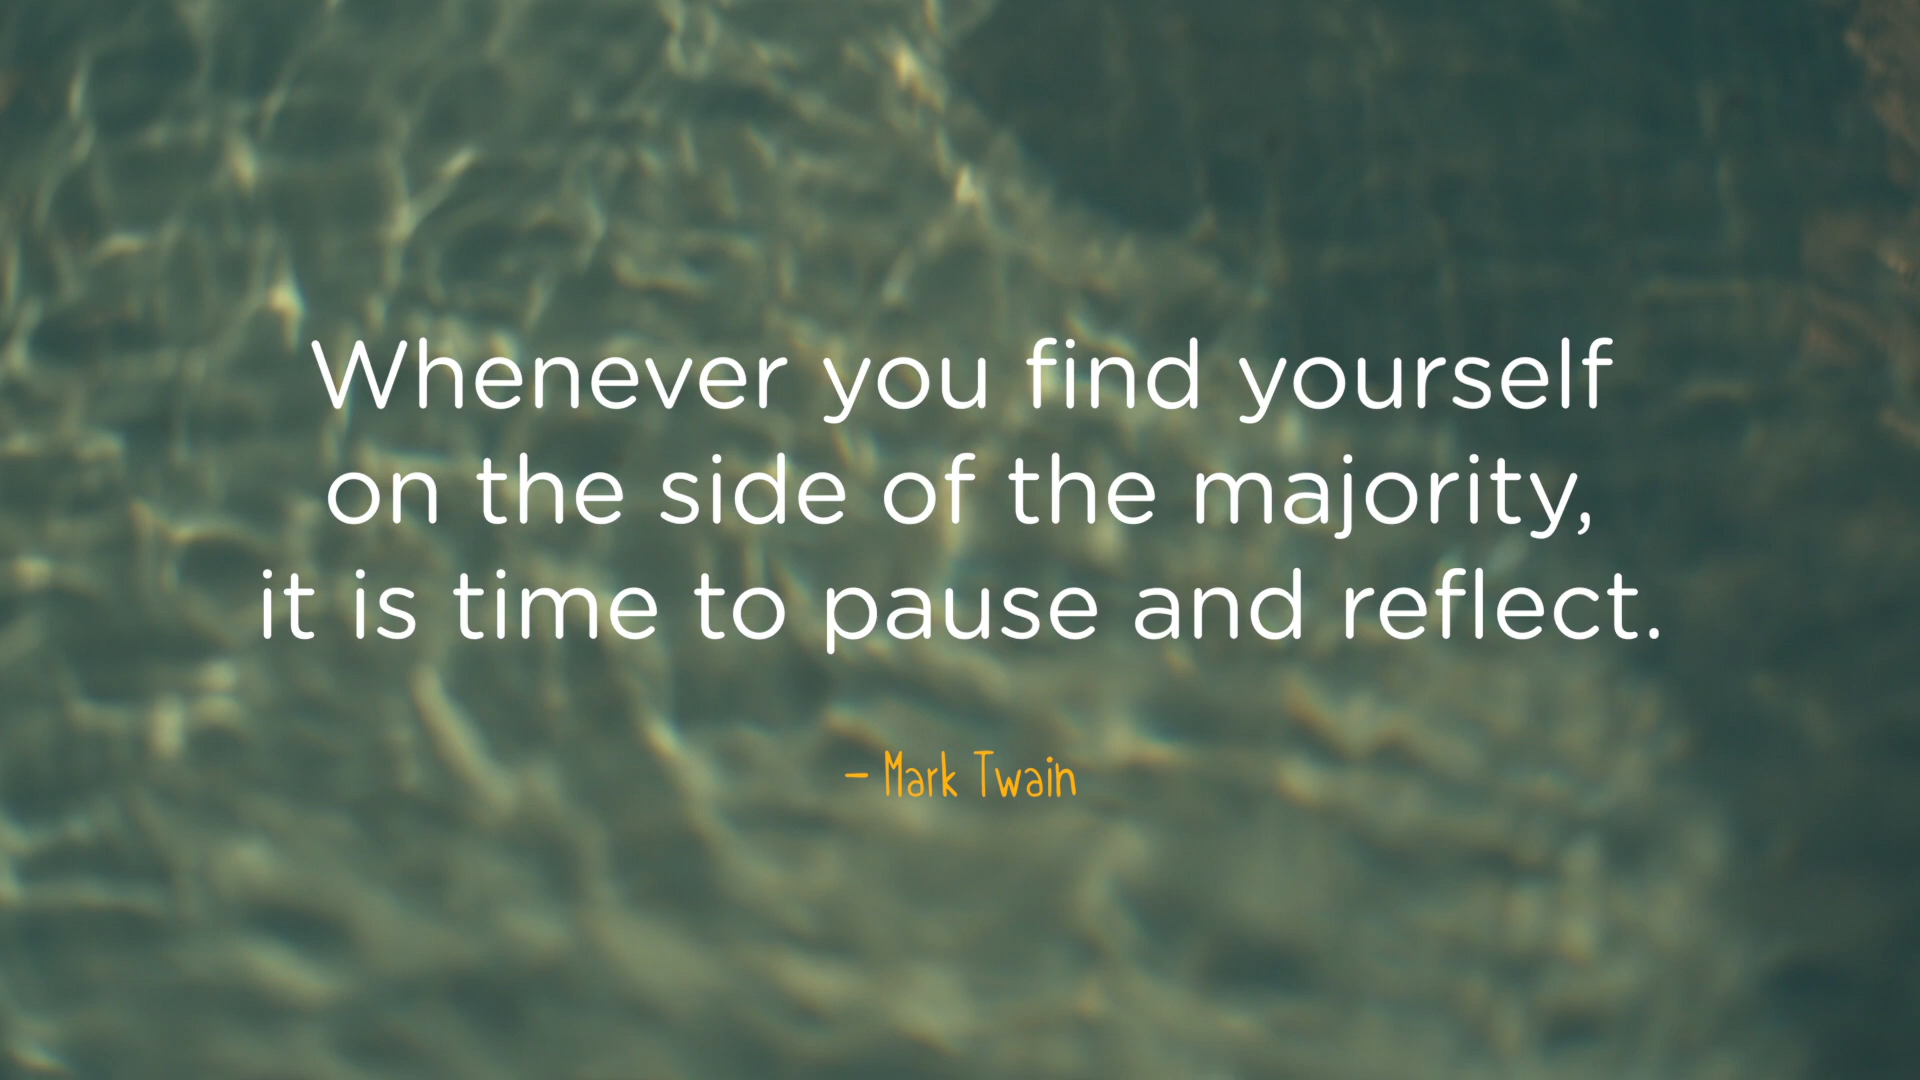 Whenever you find yourself
on the side of the majority,
it is time to pause and reflect.
– Mark Twain